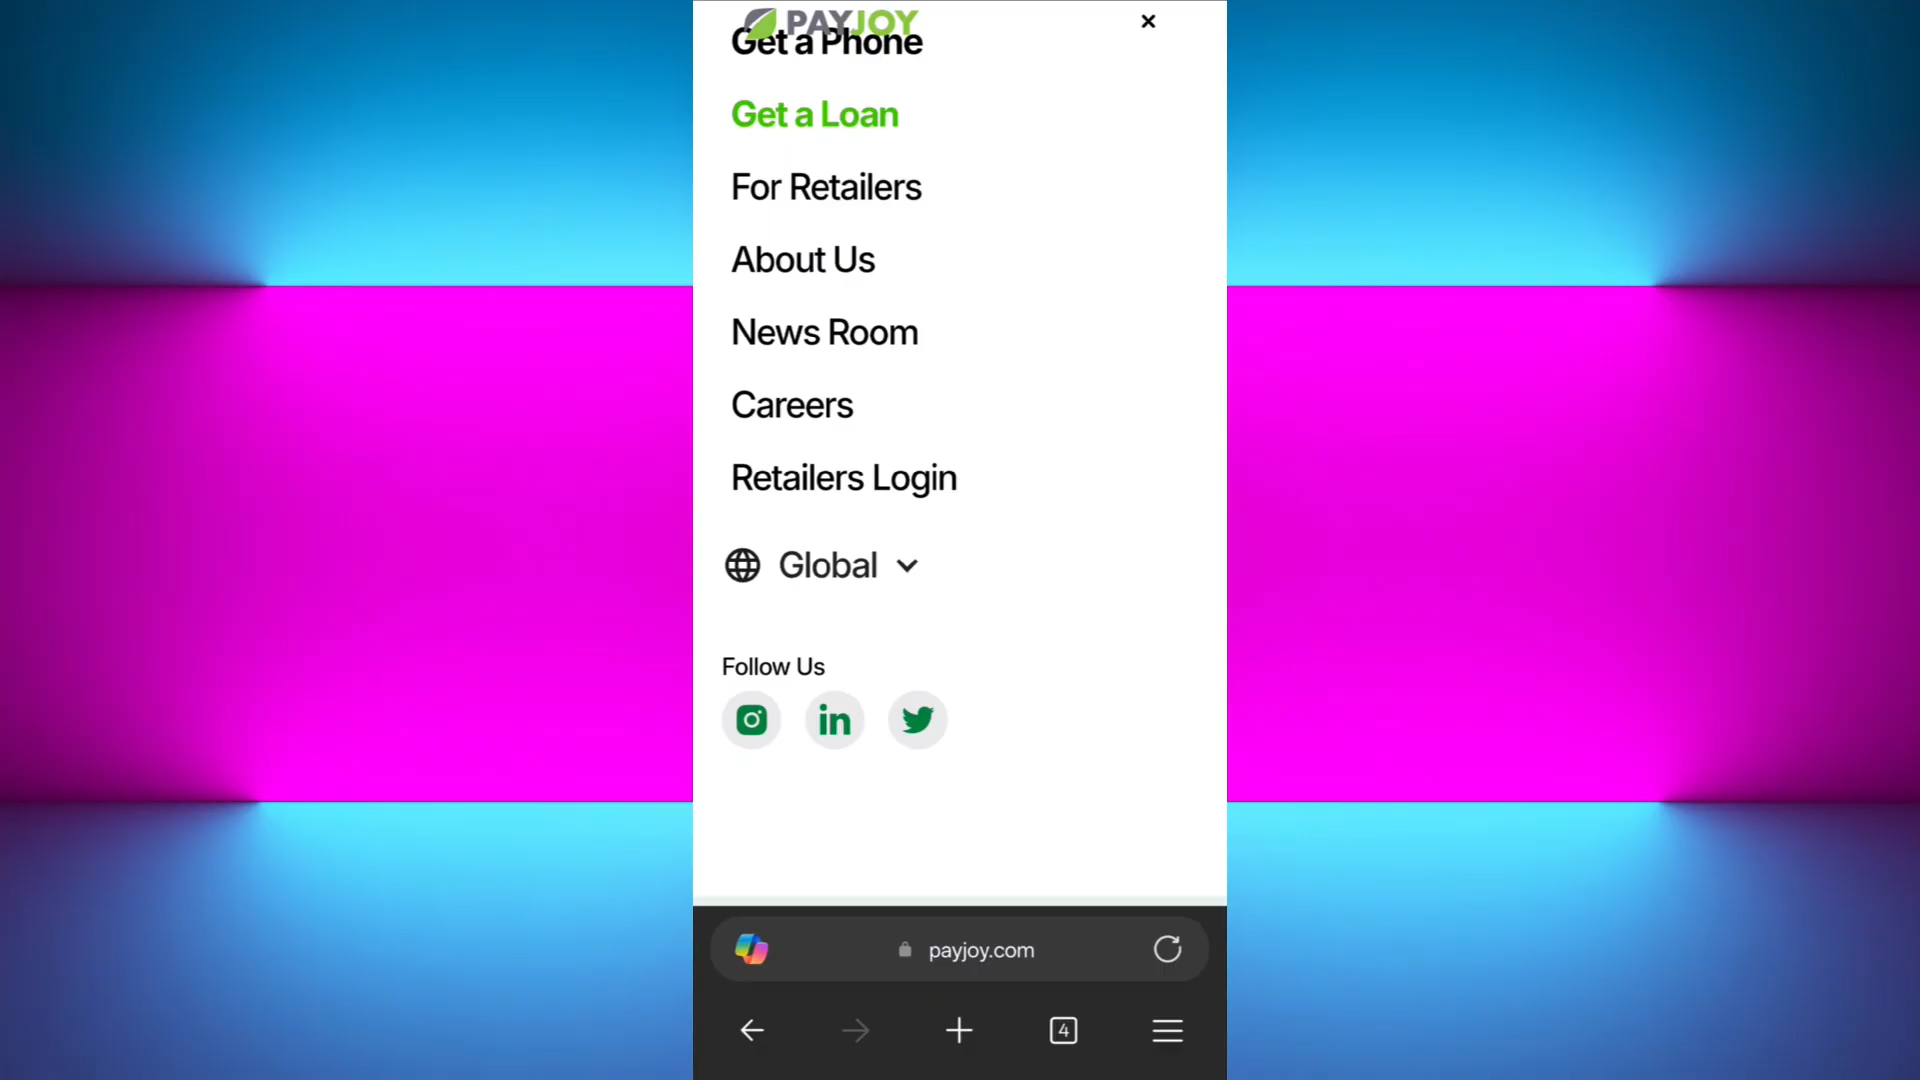 PAYJOY
Get a Phone
Get a Loan
For Retailers
About Us
News Room
Careers
Retailers Login
Global
Follow Us
in
payjoy.com
4